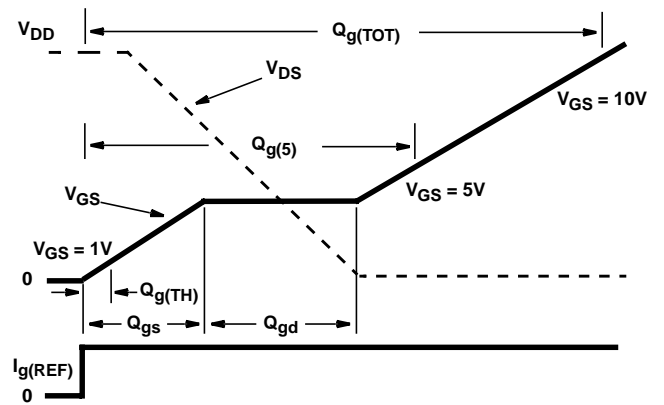 V_DD
Q_g(TOT)
V_DS
V_GS = 10V
Q_g(5)
V_GS
V_GS = 5V
V_GS = 1V
0
Q_g(TH)
Q_gs
Q_gd
I_g(REF)
0